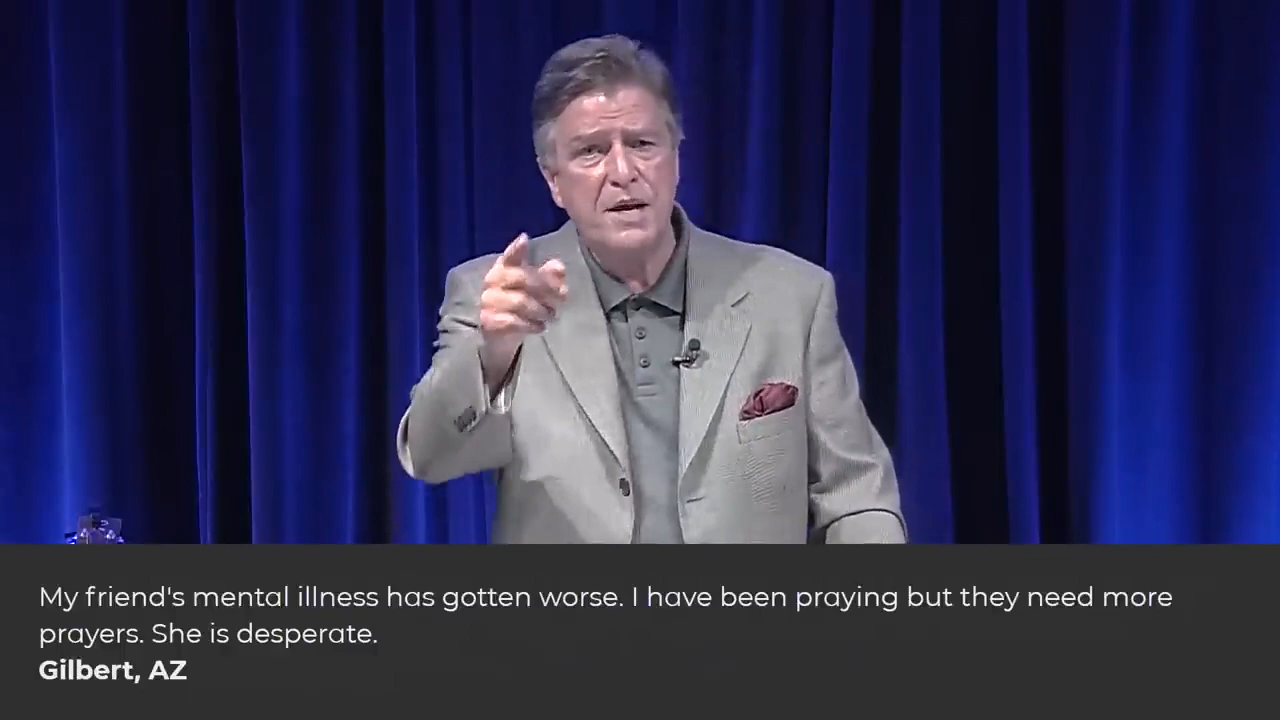 My friend's mental illness has gotten worse. I have been praying but they need more
prayers. She is desperate.
Gilbert, AZ